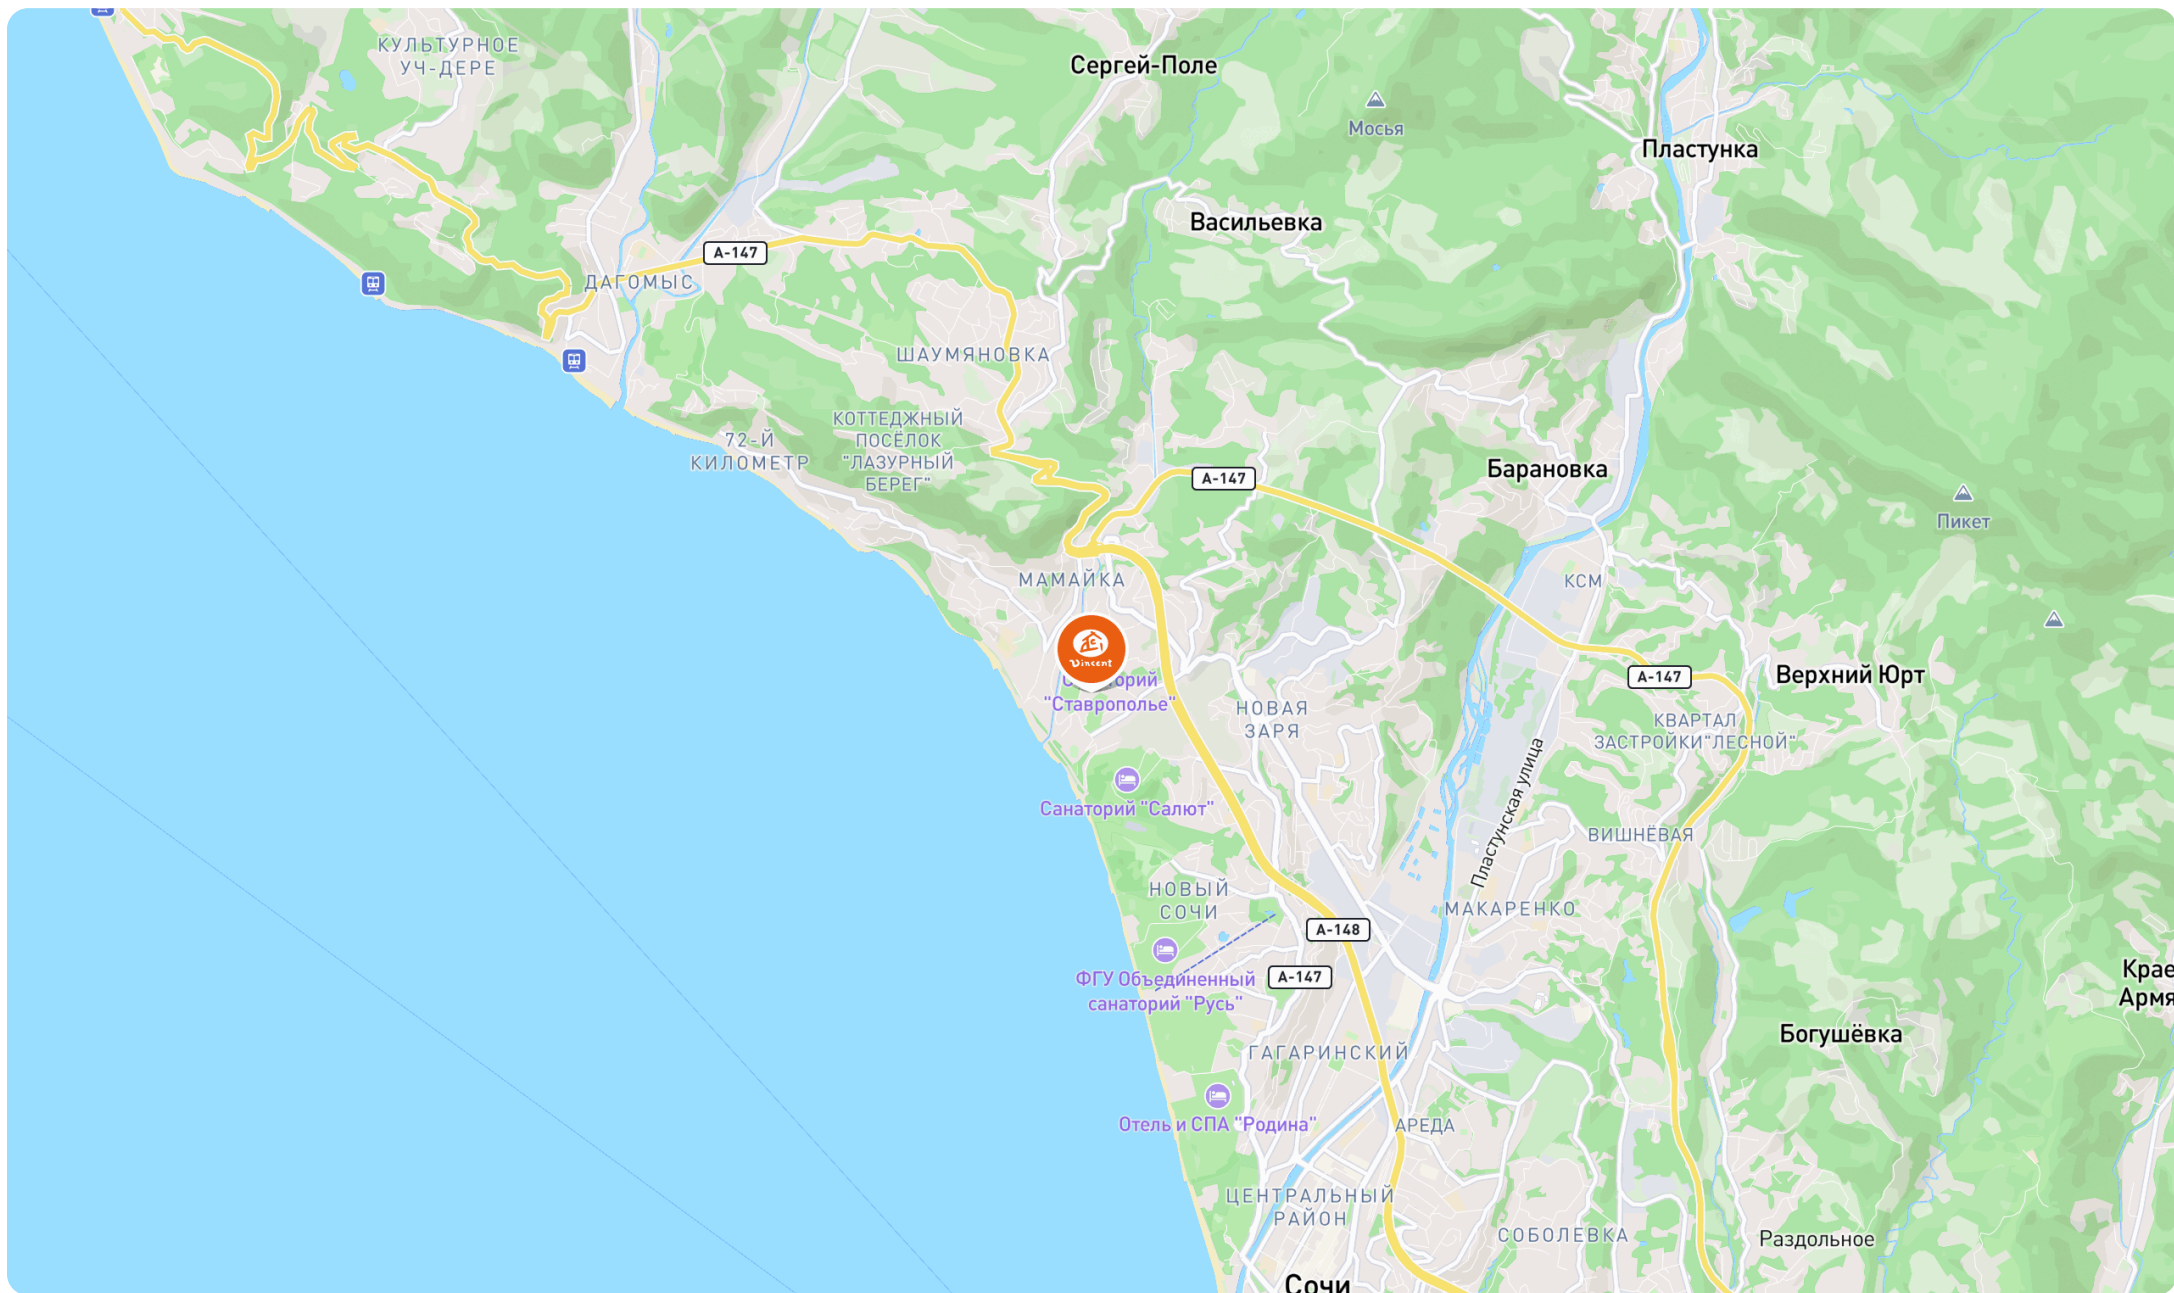 КУЛЬТУРНОЕ
УЧ-ДЕРЕ
Сергей-Поле
Мосья
Пластунка
Васильевка
А-147
ДАГОМЫС
ШАУМЯНОВКА
КОТТЕДЖНЫЙ
ПОСЁЛОК
"ЛАЗУРНЫЙ
БЕРЕГ"
72-Й
КИЛОМЕТР
А-147
Барановка
Пикет
МАМАЙКА
КСМ
Vincent
"Ставрополье"
А-147
Верхний Юрт
НОВАЯ
ЗАРЯ
КВАРТАЛ
ЗАСТРОЙКИ"ЛЕСНОЙ"
Пластунская улица
Санаторий "Салют"
ВИШНЁВАЯ
НОВЫЙ
СОЧИ
МАКАРЕНКО
А-148
А-147
ФГУ Объединенный
санаторий "Русь"
Крае
Армя
Богушёвка
ГАГАРИНСКИЙ
Отель и СПА "Родина"
АРЕДА
ЦЕНТРАЛЬНЫЙ
РАЙОН
СОБОЛЕВКА
Раздольное
Сочи